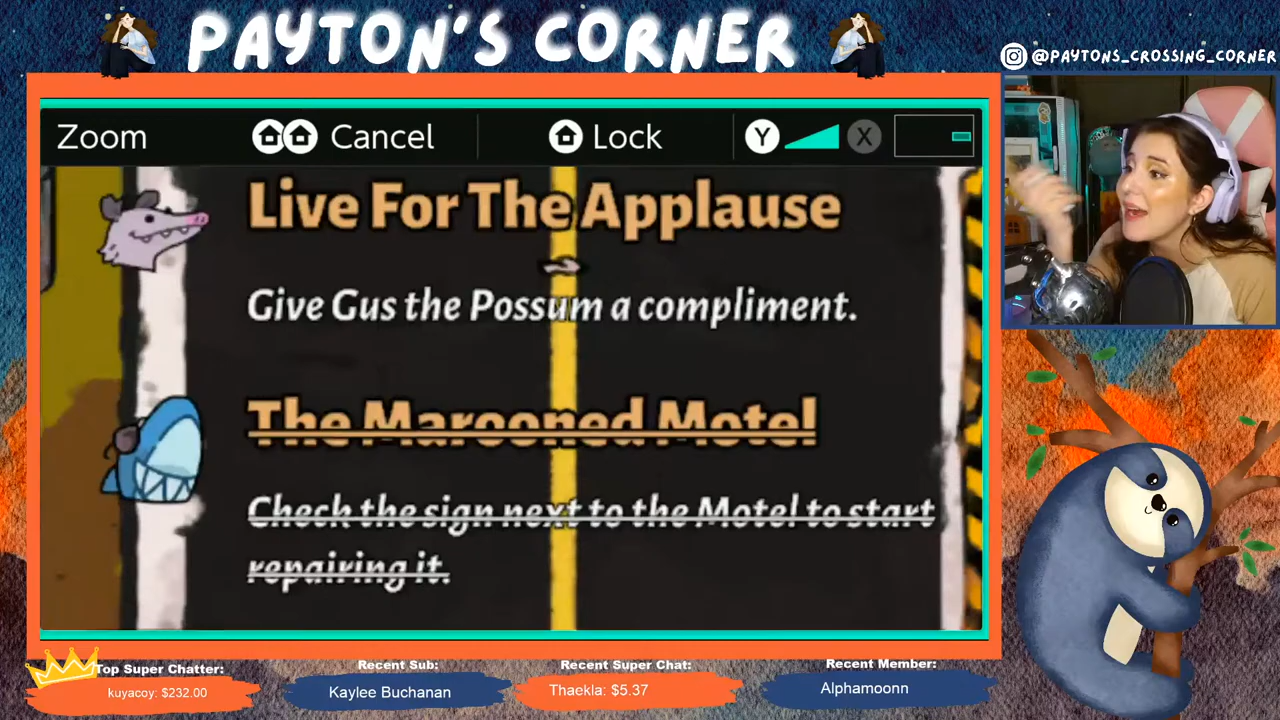 PAYTON'S CORNER
@PAYTONS_CROSSING_CORNER
Zoom
Cancel
Lock
Y
X
Live For The Applause
Give Gus the Possum a compliment.
The Marooned Motel
Check the sign next to the Motel to start
repairing it.
Top Super Chatter:
kuyacoy: $232.00
Recent Sub:
Kaylee Buchanan
Recent Super Chat:
Thaekla: $5.37
Recent Member:
Alphamoonn